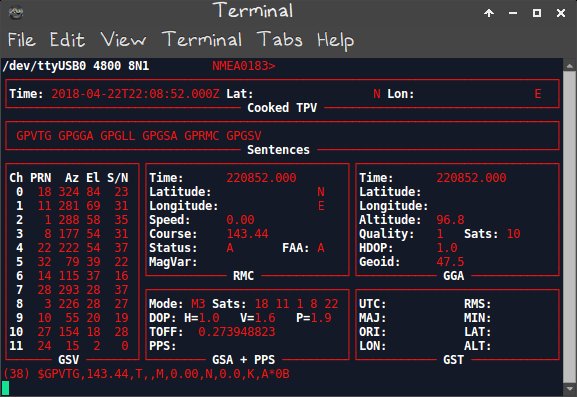 Terminal
File Edit View Terminal Tabs Help
/dev/ttyUSB0 4800 8N1 NMEA0183>
Time: 2018-04-22T22:08:52.000Z Lat: N Lon: E
Cooked TPV
GPVTG GPGGA GPGLL GPGSA GPRMC GPGSV
Sentences
Ch PRN Az El S/N
0 18 324 84 23
1 11 281 69 31
2 1 288 58 35
3 8 177 54 31
4 22 222 54 37
5 32 79 39 22
6 14 115 37 16
7 28 293 28 37
8 3 226 28 27
9 10 55 20 19
10 27 154 18 28
11 24 15 2 0
GSV
Time: 220852.000
Latitude: N
Longitude: E
Speed: 0.00
Course: 143.44
Status: A FAA: A
MagVar:
RMC
Time: 220852.000
Latitude:
Longitude:
Altitude: 96.8
Quality: 1 Sats: 10
HDOP: 1.0
Geoid: 47.5
GGA
Mode: M3 Sats: 18 11 1 8 22
DOP: H=1.0 V=1.6 P=1.9
TOFF: 0.273948823
PPS:
GSA + PPS
UTC: RMS:
MAJ: MIN:
ORI: LAT:
LON: ALT:
GST
(38) $GPVTG,143.44,T,,M,0.00,N,0.0,K,A*0B